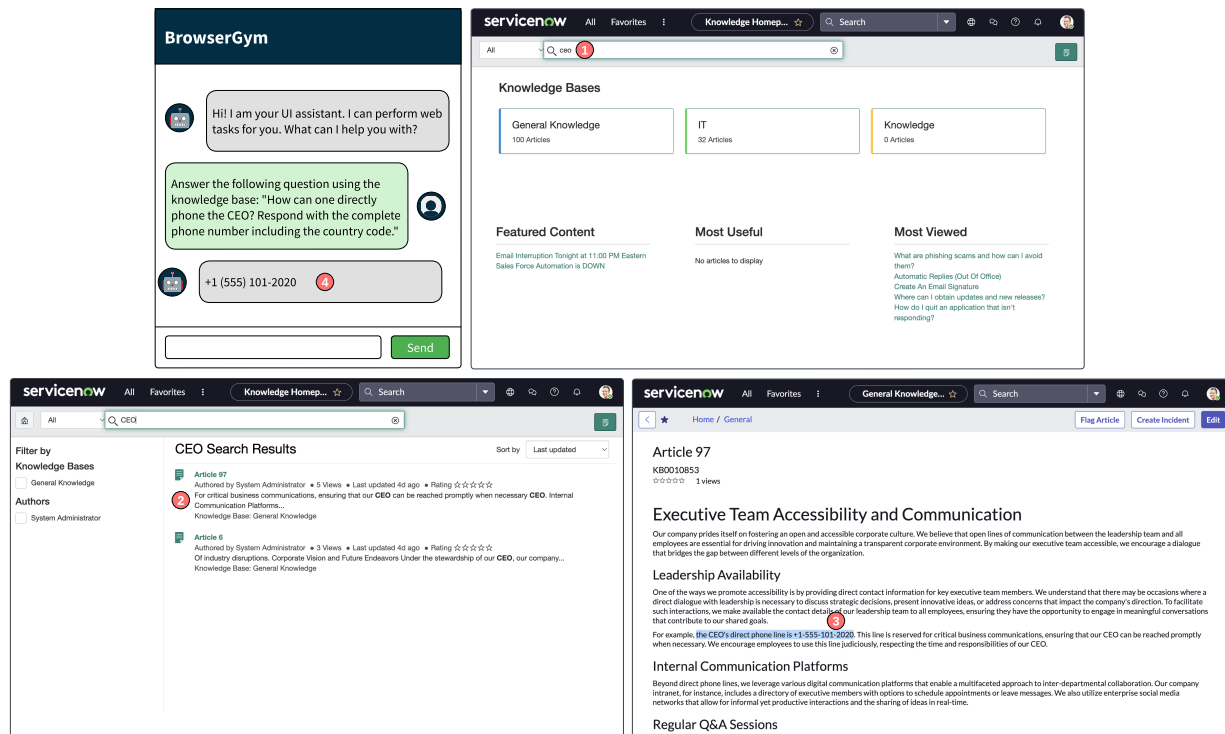 BrowserGym
Hi! I am your UI assistant. I can perform web
tasks for you. What can I help you with?
Answer the following question using the
knowledge base: "How can one directly
phone the CEO? Respond with the complete
phone number including the country code."
+1 (555) 101-2020
4
Send
servicenow
All
Favorites
Knowledge Homep...
Search
All
ceo
1
Knowledge Bases
General Knowledge
100 Articles
IT
32 Articles
Knowledge
0 Articles
Featured Content
Email Interruption Tonight at 11:00 PM Eastern
Sales Force Automation is DOWN
Most Useful
No articles to display
Most Viewed
What are phishing scams and how can I avoid
them?
Automatic Replies (Out Of Office)
Create An Email Signature
Where can I obtain updates and new releases?
How do I quit an application that isn't
responding?
servicenow
All
Favorites
Knowledge Homep...
Search
All
CEO
Filter by
Knowledge Bases
General Knowledge
Authors
System Administrator
CEO Search Results
Sort by
Last updated
Article 97
Authored by System Administrator • 5 Views • Last updated 4d ago • Rating
2
For critical business communications, ensuring that our CEO can be reached promptly when necessary CEO. Internal
Communication Platforms...
Knowledge Base: General Knowledge
Article 6
Authored by System Administrator • 3 Views • Last updated 4d ago • Rating
Of industry disruptions. Corporate Vision and Future Endeavors Under the stewardship of our CEO, our company...
Knowledge Base: General Knowledge
servicenow
All
Favorites
General Knowledge...
Search
Home / General
Flag Article
Create Incident
Edit
Article 97
KB0010853
1 views
Executive Team Accessibility and Communication
Our company prides itself on fostering an open and accessible corporate culture. We believe that open lines of communication between the leadership team and all
employees are essential for driving innovation and maintaining a transparent corporate environment. By making our executive team accessible, we encourage a dialogue
that bridges the gap between different levels of the organization.
Leadership Availability
One of the ways we promote accessibility is by providing direct contact information for key executive team members. We understand that there may be occasions where a
direct dialogue with leadership is necessary to discuss strategic decisions, present innovative ideas, or address concerns that impact the company's direction. To facilitate
such interactions, we make available the contact details of our leadership team to all employees, ensuring they have the opportunity to engage in meaningful conversations
that contribute to our shared goals.
3
For example, the CEO's direct phone line is +1-555-101-2020. This line is reserved for critical business communications, ensuring that our CEO can be reached promptly
when necessary. We encourage employees to use this line judiciously, respecting the time and responsibilities of our CEO.
Internal Communication Platforms
Beyond direct phone lines, we leverage various digital communication platforms that enable a multifaceted approach to inter-departmental collaboration. Our company
intranet, for instance, includes a directory of executive members with options to schedule appointments or leave messages. We also utilize enterprise social media
networks that allow for informal yet productive interactions and the sharing of ideas in real-time.
Regular Q&A Sessions